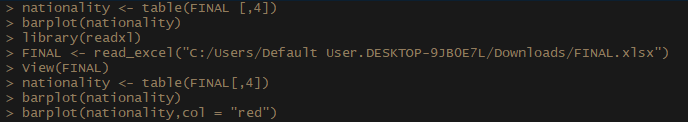 > nationality <- table(FINAL [,4])
> barplot(nationality)
> library(readxl)
> FINAL <- read_excel("C:/Users/Default User.DESKTOP-9JB0E7L/Downloads/FINAL.xlsx")
> View(FINAL)
> nationality <- table(FINAL[,4])
> barplot(nationality)
> barplot(nationality,col = "red")